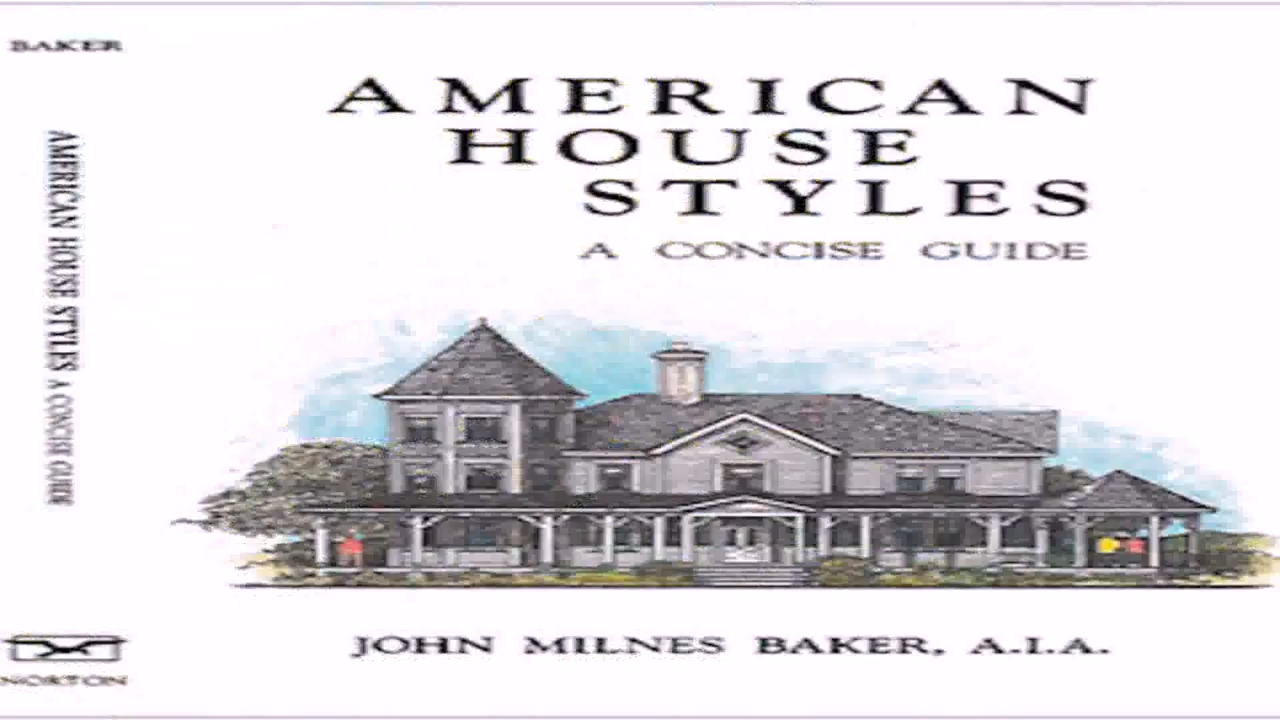 BAKER
AMERICAN HOUSE STYLES A CONCISE GUIDE
NORTON
AMERICAN
HOUSE
STYLES
A CONCISE GUIDE
JOHN MILNES BAKER, A.I.A.